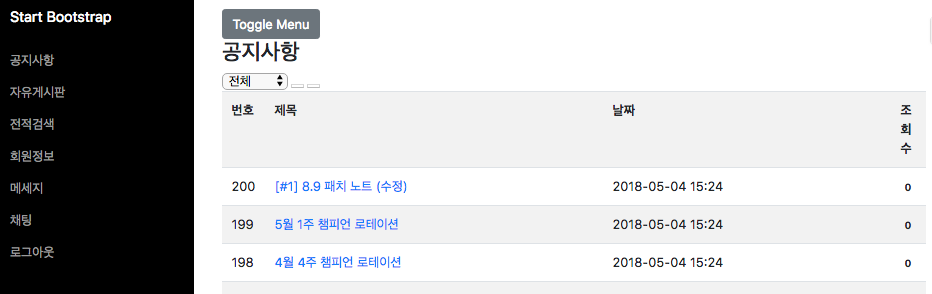 Start Bootstrap
공지사항
자유게시판
전적검색
회원정보
메세지
채팅
로그아웃
Toggle Menu
공지사항
전체
번호 제목 날짜 조회수
200 [#1] 8.9 패치 노트 (수정) 2018-05-04 15:24 0
199 5월 1주 챔피언 로테이션 2018-05-04 15:24 0
198 4월 4주 챔피언 로테이션 2018-05-04 15:24 0